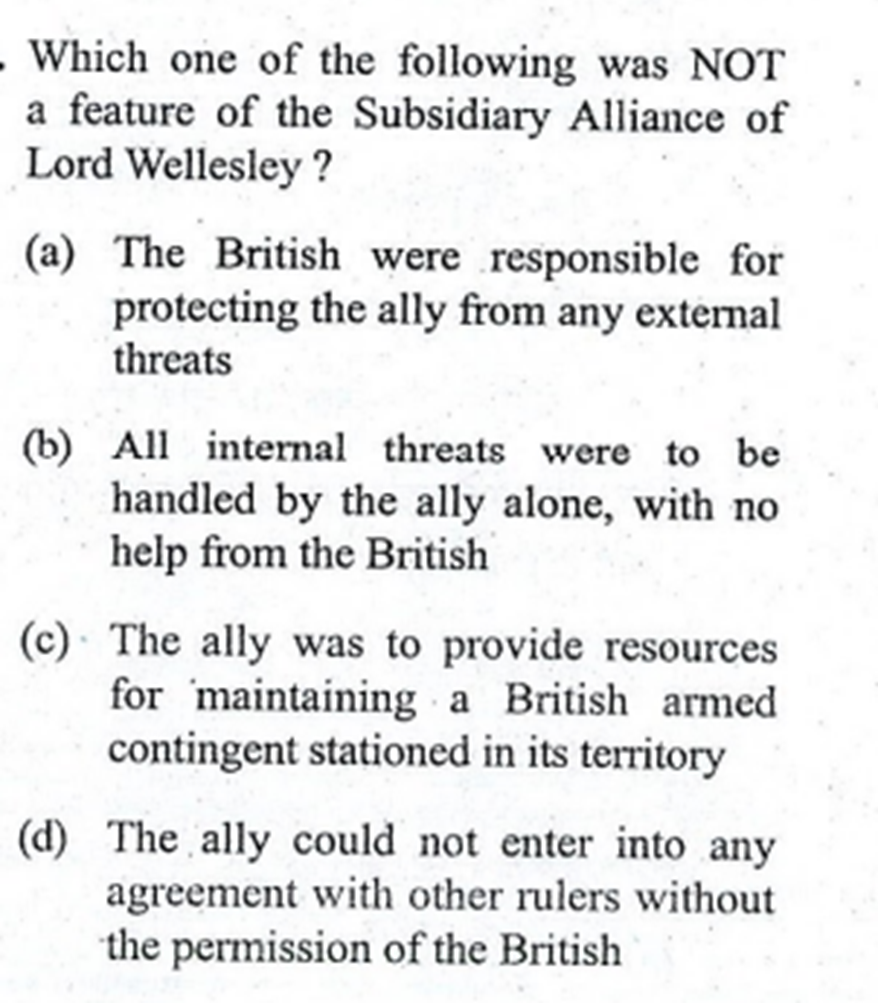 . Which one of the following was NOT
a feature of the Subsidiary Alliance of
Lord Wellesley ?
(a) The British were responsible for
protecting the ally from any external
threats
(b) All internal threats were to be
handled by the ally alone, with no
help from the British
(c) The ally was to provide resources
for maintaining a British armed
contingent stationed in its territory
(d) The ally could not enter into any
agreement with other rulers without
the permission of the British